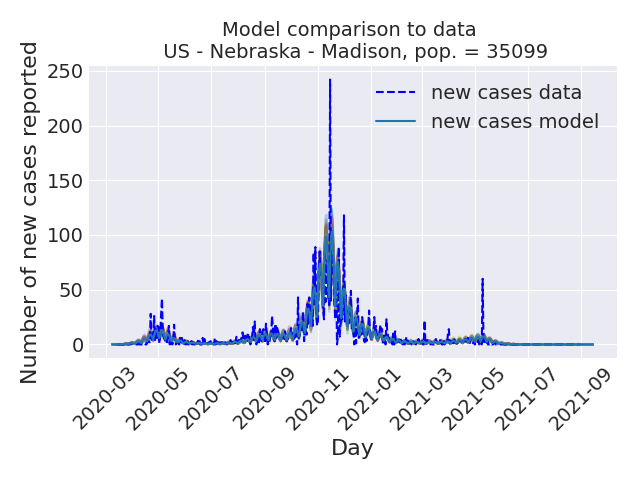 Model comparison to data
US - Nebraska - Madison, pop. = 35099
Number of new cases reported
250
200
150
100
50
0
new cases data
new cases model
2020-03
2020-05
2020-07
2020-09
2020-11
2021-01
2021-03
2021-05
2021-07
2021-09
Day